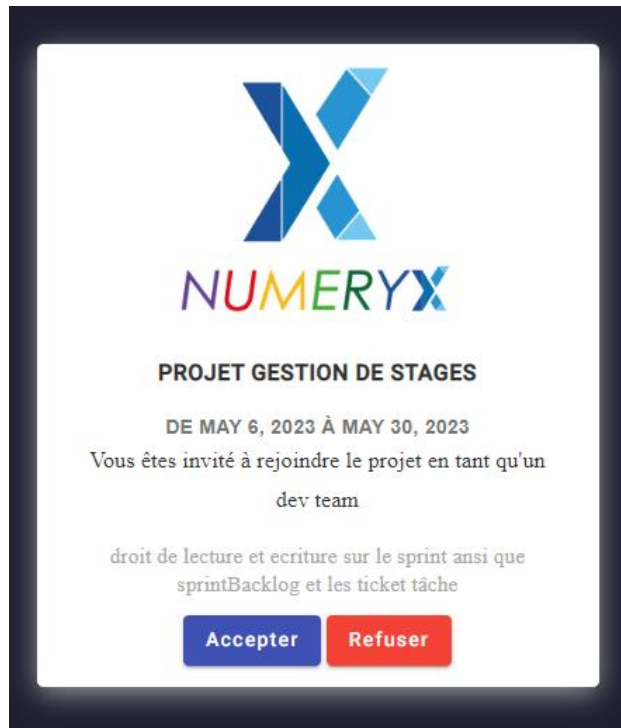 NUMERYX
PROJET GESTION DE STAGES
DE MAY 6, 2023 À MAY 30, 2023
Vous êtes invité à rejoindre le projet en tant qu'un
dev team
droit de lecture et ecriture sur le sprint ansi que
sprintBacklog et les ticket tâche
Accepter Refuser